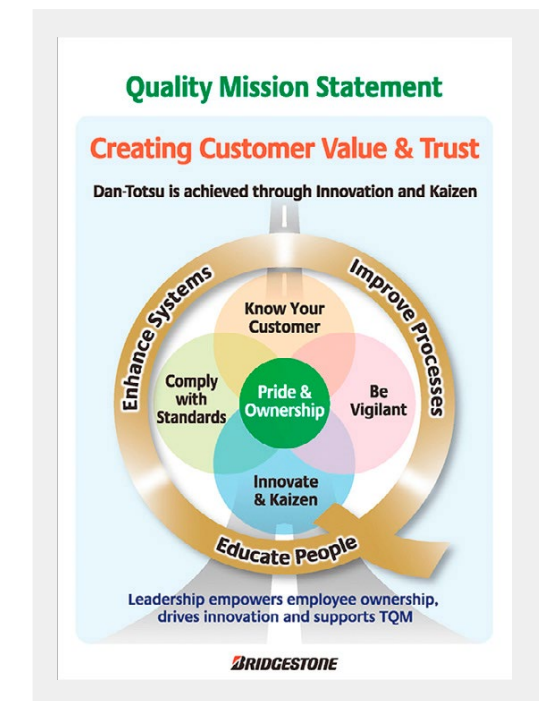 Quality Mission Statement
Creating Customer Value & Trust
Dan-Totsu is achieved through Innovation and Kaizen
Enhance Systems
Improve Processes
Know Your
Customer
Comply
with
Standards
Pride &
Ownership
Be
Vigilant
Innovate
& Kaizen
Educate People
Leadership empowers employee ownership,
drives innovation and supports TQM
BRIDGESTONE